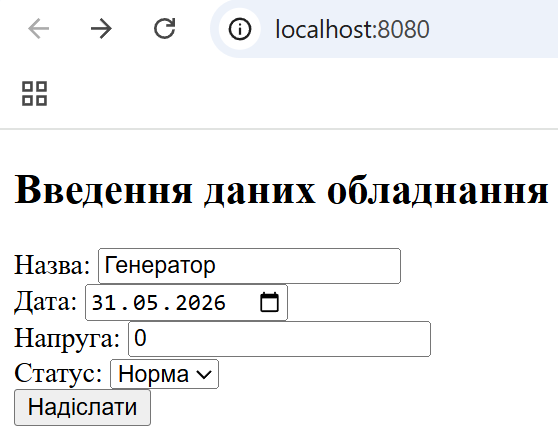 localhost:8080
Введення даних обладнання
Назва: Генератор
Дата: 31.05.2026
Напруга: 0
Статус: Норма
Надіслати